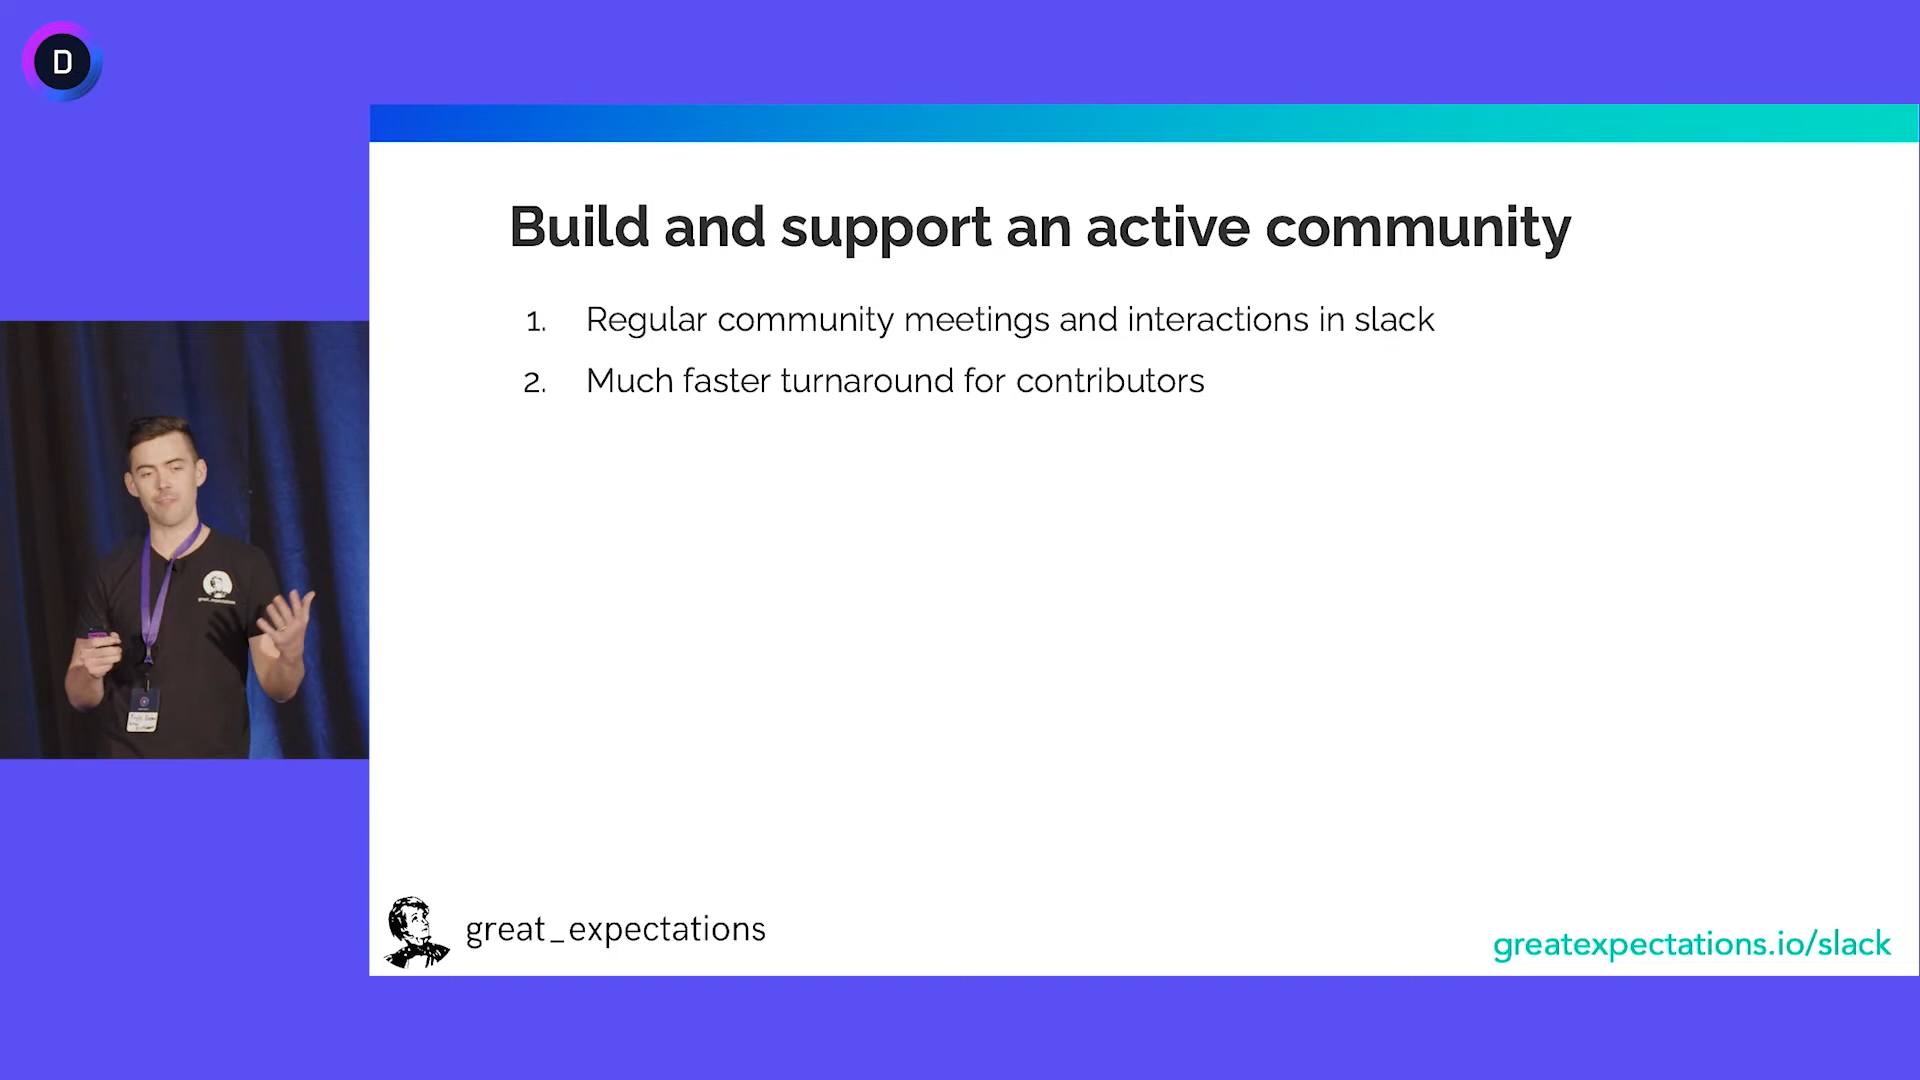 D
Build and support an active community
1. Regular community meetings and interactions in slack
2. Much faster turnaround for contributors
great_expectations
great_expectations
greatexpectations.io/slack